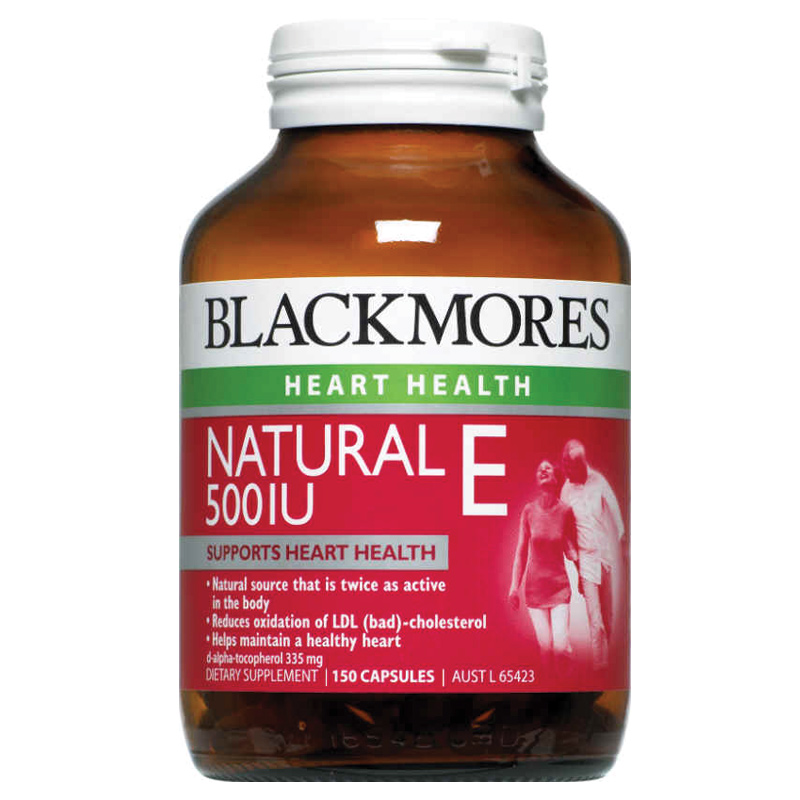 BLACKMORES
HEART HEALTH
NATURAL E
500IU
SUPPORTS HEART HEALTH
• Natural source that is twice as active
in the body
• Reduces oxidation of LDL (bad)-cholesterol
• Helps maintain a healthy heart
d-alpha-tocopherol 335 mg
DIETARY SUPPLEMENT | 150 CAPSULES | AUST L 65423